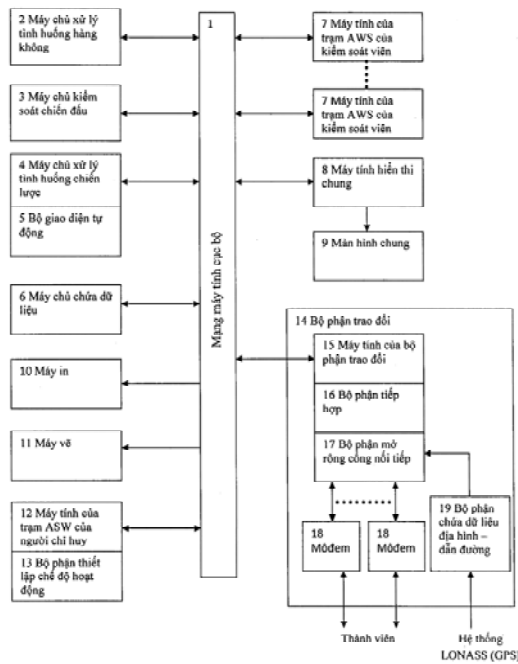 2 Máy chủ xử lý
tình huống hàng
không
3 Máy chủ kiểm
soát chiến đấu
4 Máy chủ xử lý
tình huống chiến
lược
5 Bộ giao diện tự
động
6 Máy chủ chứa dữ
liệu
10 Máy in
11 Máy vẽ
12 Máy tính của
trạm ASW của
người chỉ huy
13 Bộ phận thiết
lập chế độ hoạt
động
1
Mạng máy tính cục bộ
7 Máy tính của
trạm AWS của
kiểm soát viên
7 Máy tính của
trạm AWS của
kiểm soát viên
8 Máy tính hiển thị
chung
9 Màn hình chung
14 Bộ phận trao đổi
15 Máy tính của bộ
phận trao đổi
16 Bộ phận tiếp
hợp
17 Bộ phận mở
rộng cổng nối tiếp
18
Môđem
18
Môđem
19 Bộ phận
chứa dữ liệu
địa hình –
dẫn đường
Thành viên
Hệ thống
LONASS (GPS)